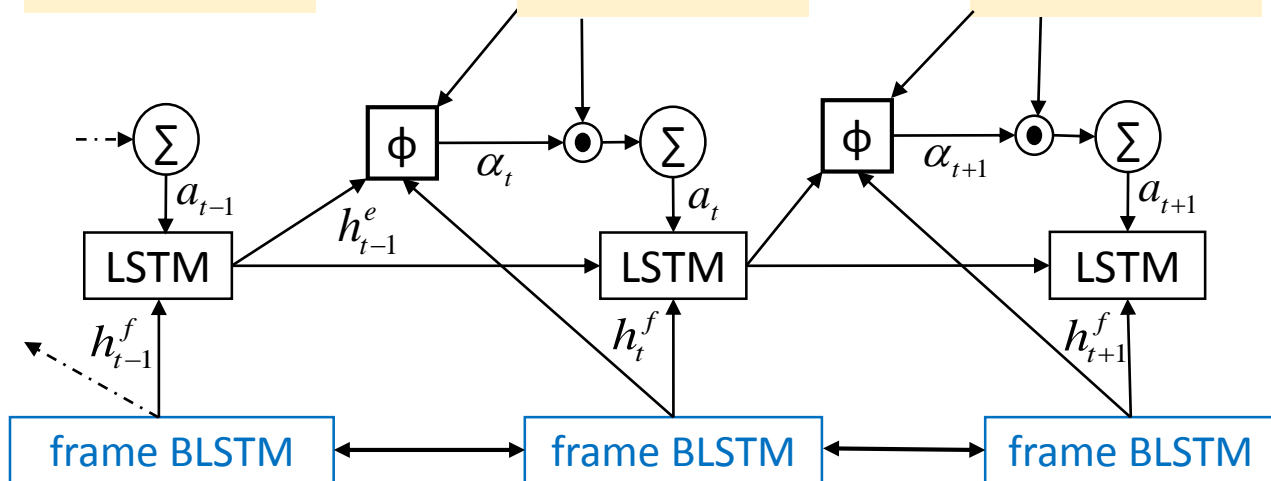 Σ ϕ Σ ϕ Σ
α_t α_{t+1}
a_{t−1} a_t a_{t+1}
h^e_{t−1}
LSTM LSTM LSTM
h^f_{t−1} h^f_t h^f_{t+1}
frame BLSTM frame BLSTM frame BLSTM